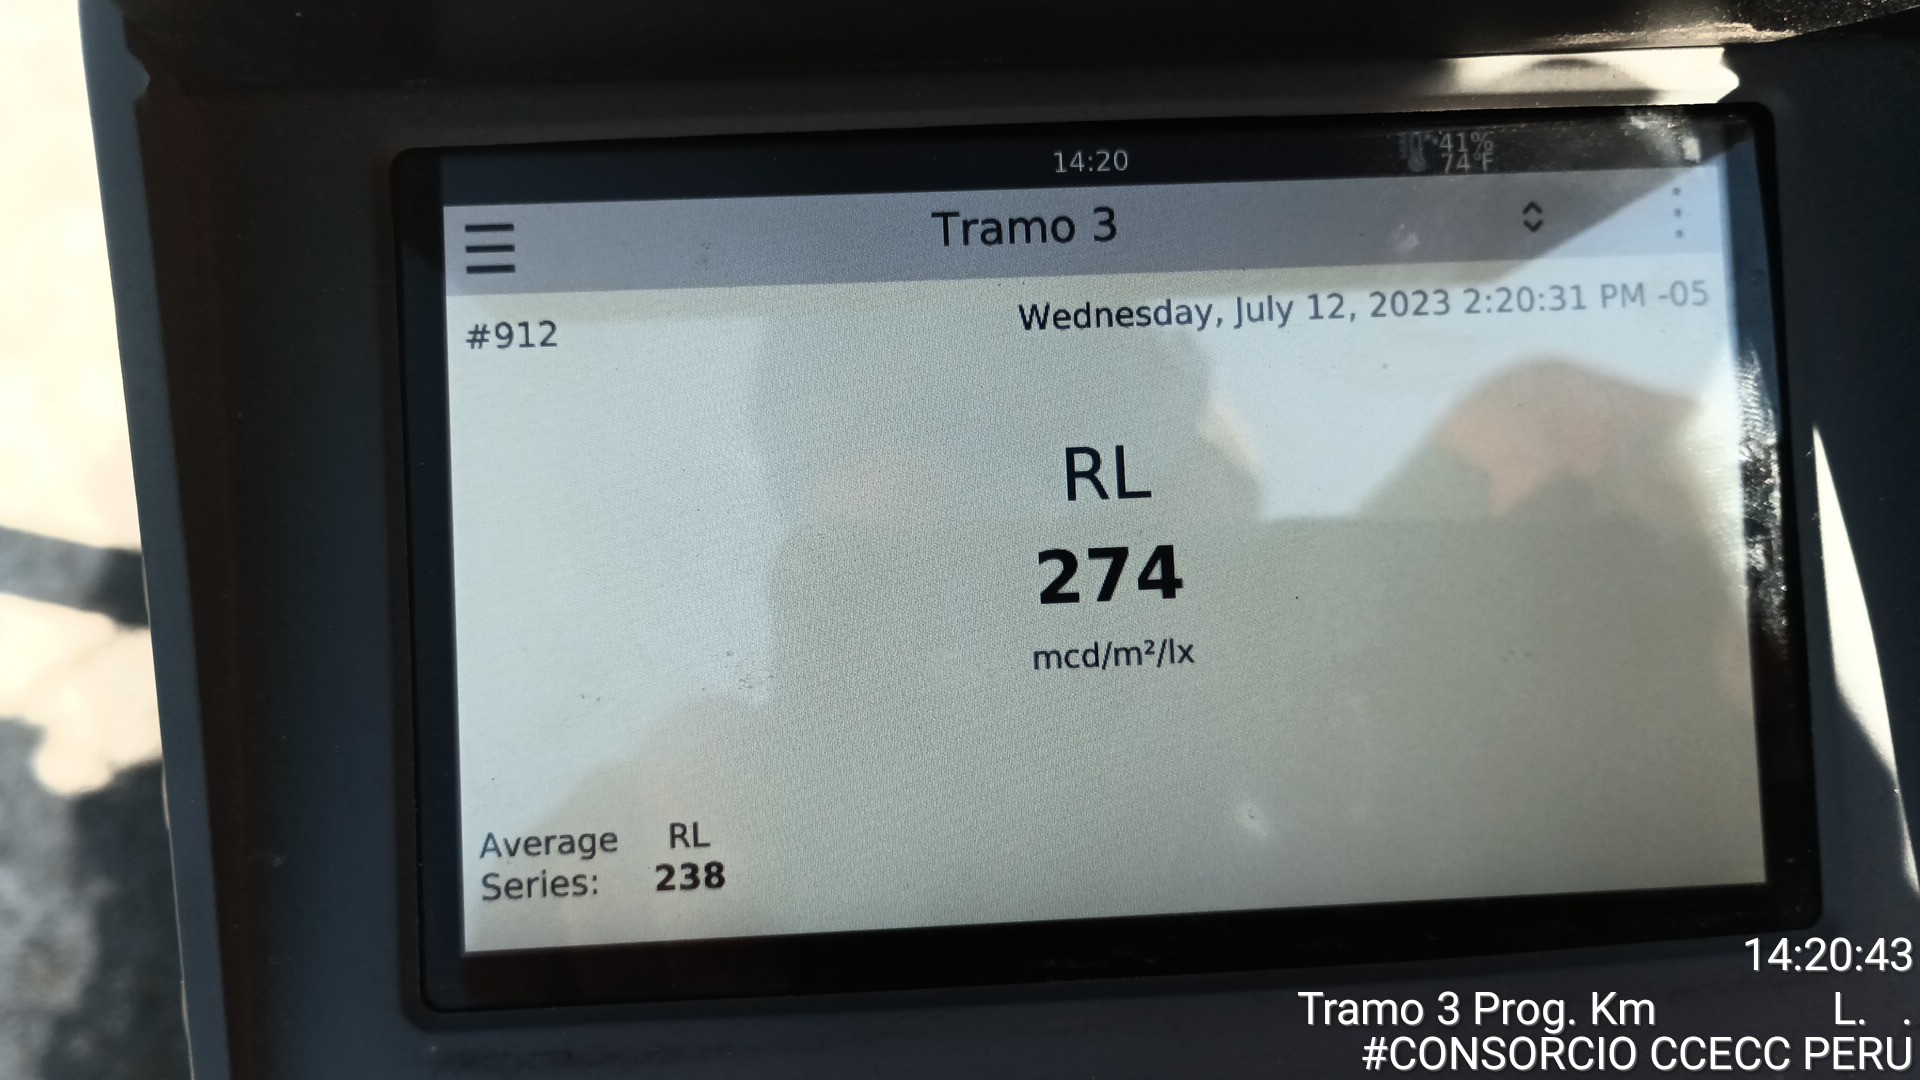 14:20
41%
74°F
Tramo 3
#912
Wednesday, July 12, 2023 2:20:31 PM -05
RL
274
mcd/m²/lx
Average RL
Series: 238
14:20:43
Tramo 3 Prog. Km L. .
#CONSORCIO CCECC PERU